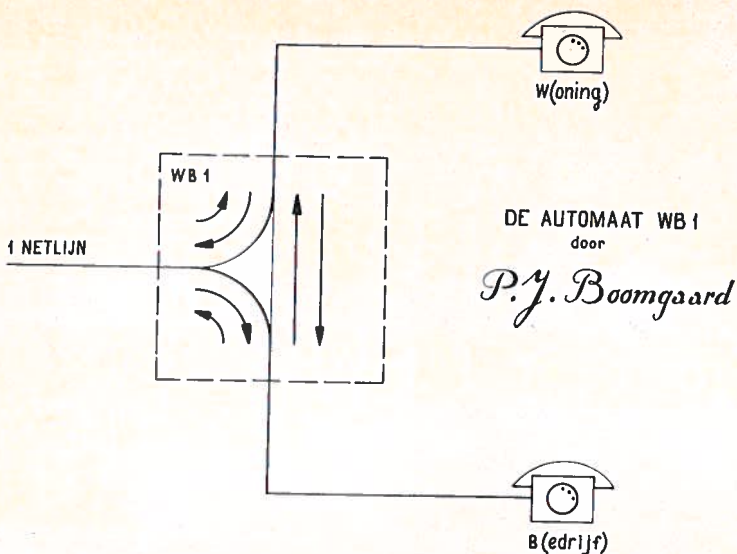 W(oning)
WB 1
1 NETLIJN
DE AUTOMAAT WB 1
door
P.J. Boomgaard
B(edrijf)